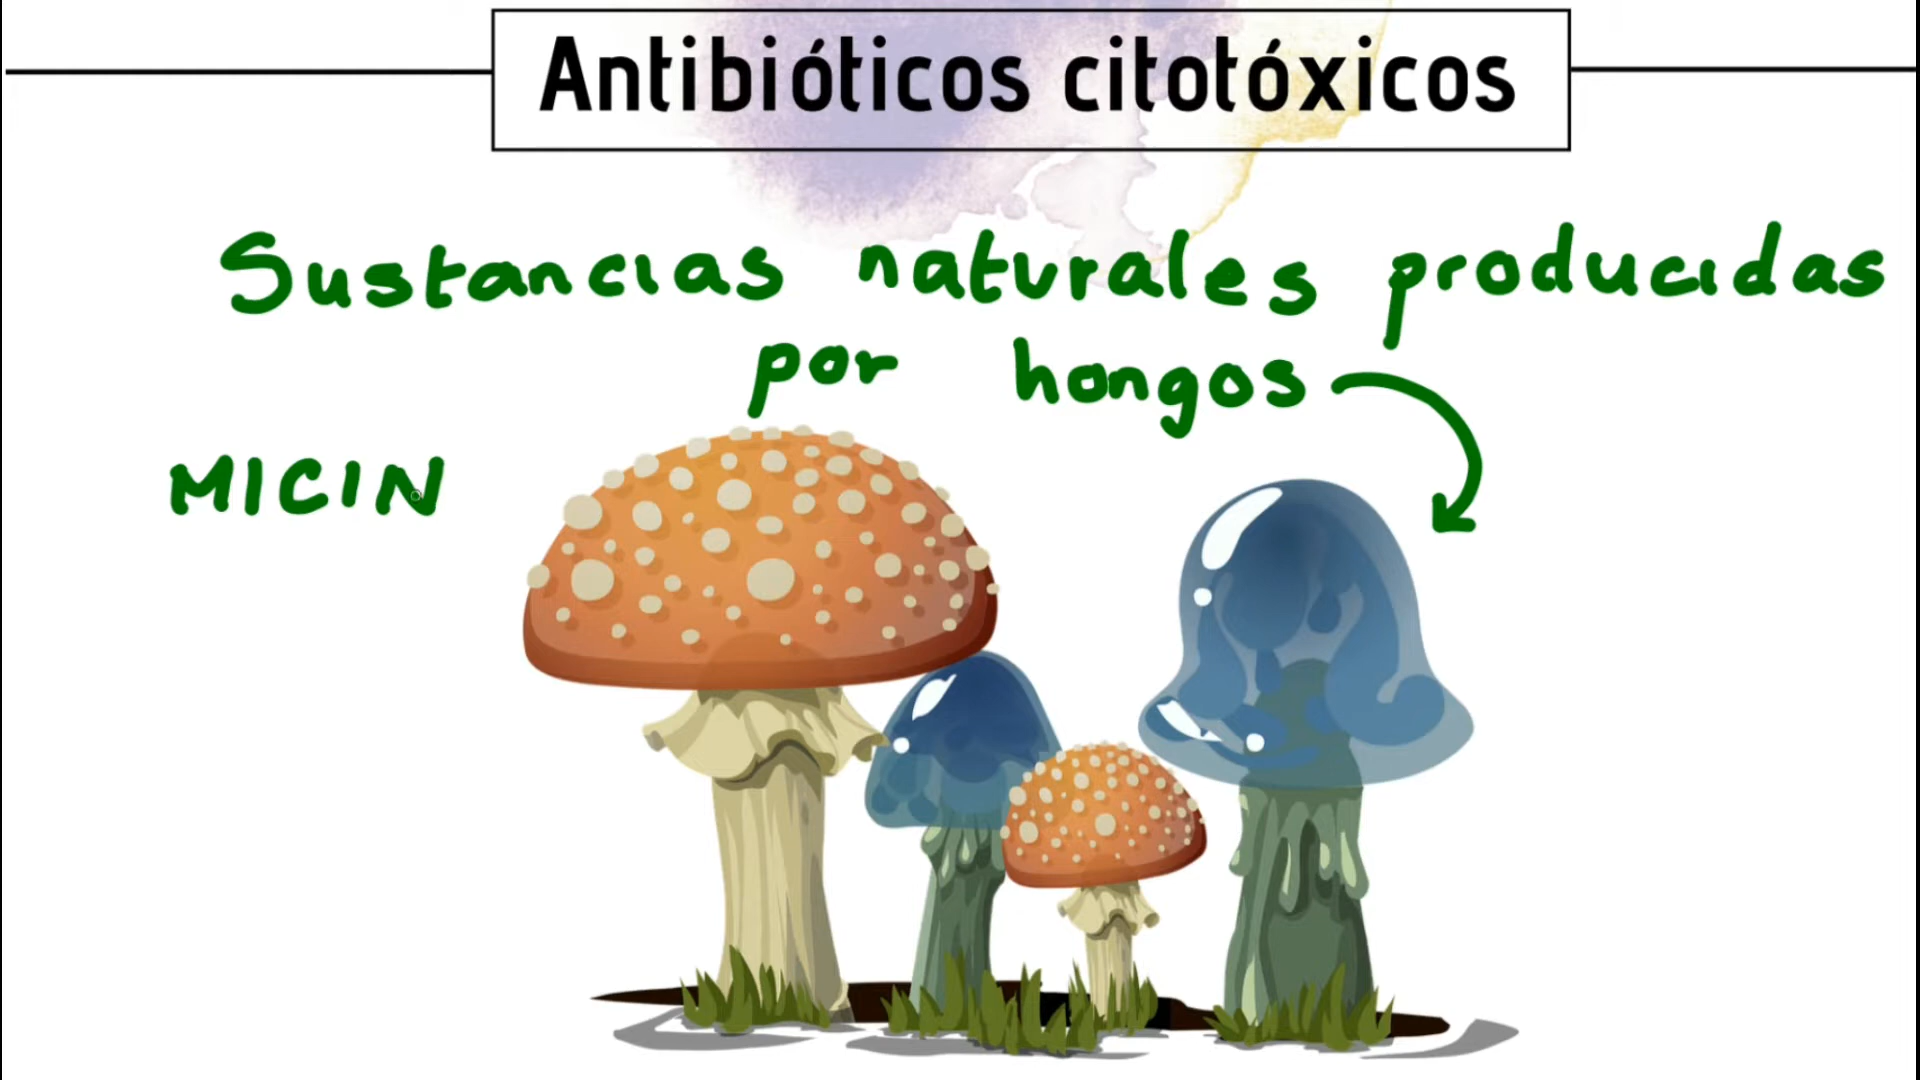 Antibióticos citotóxicos
Sustancias naturales producidas
por hongos
MICIN